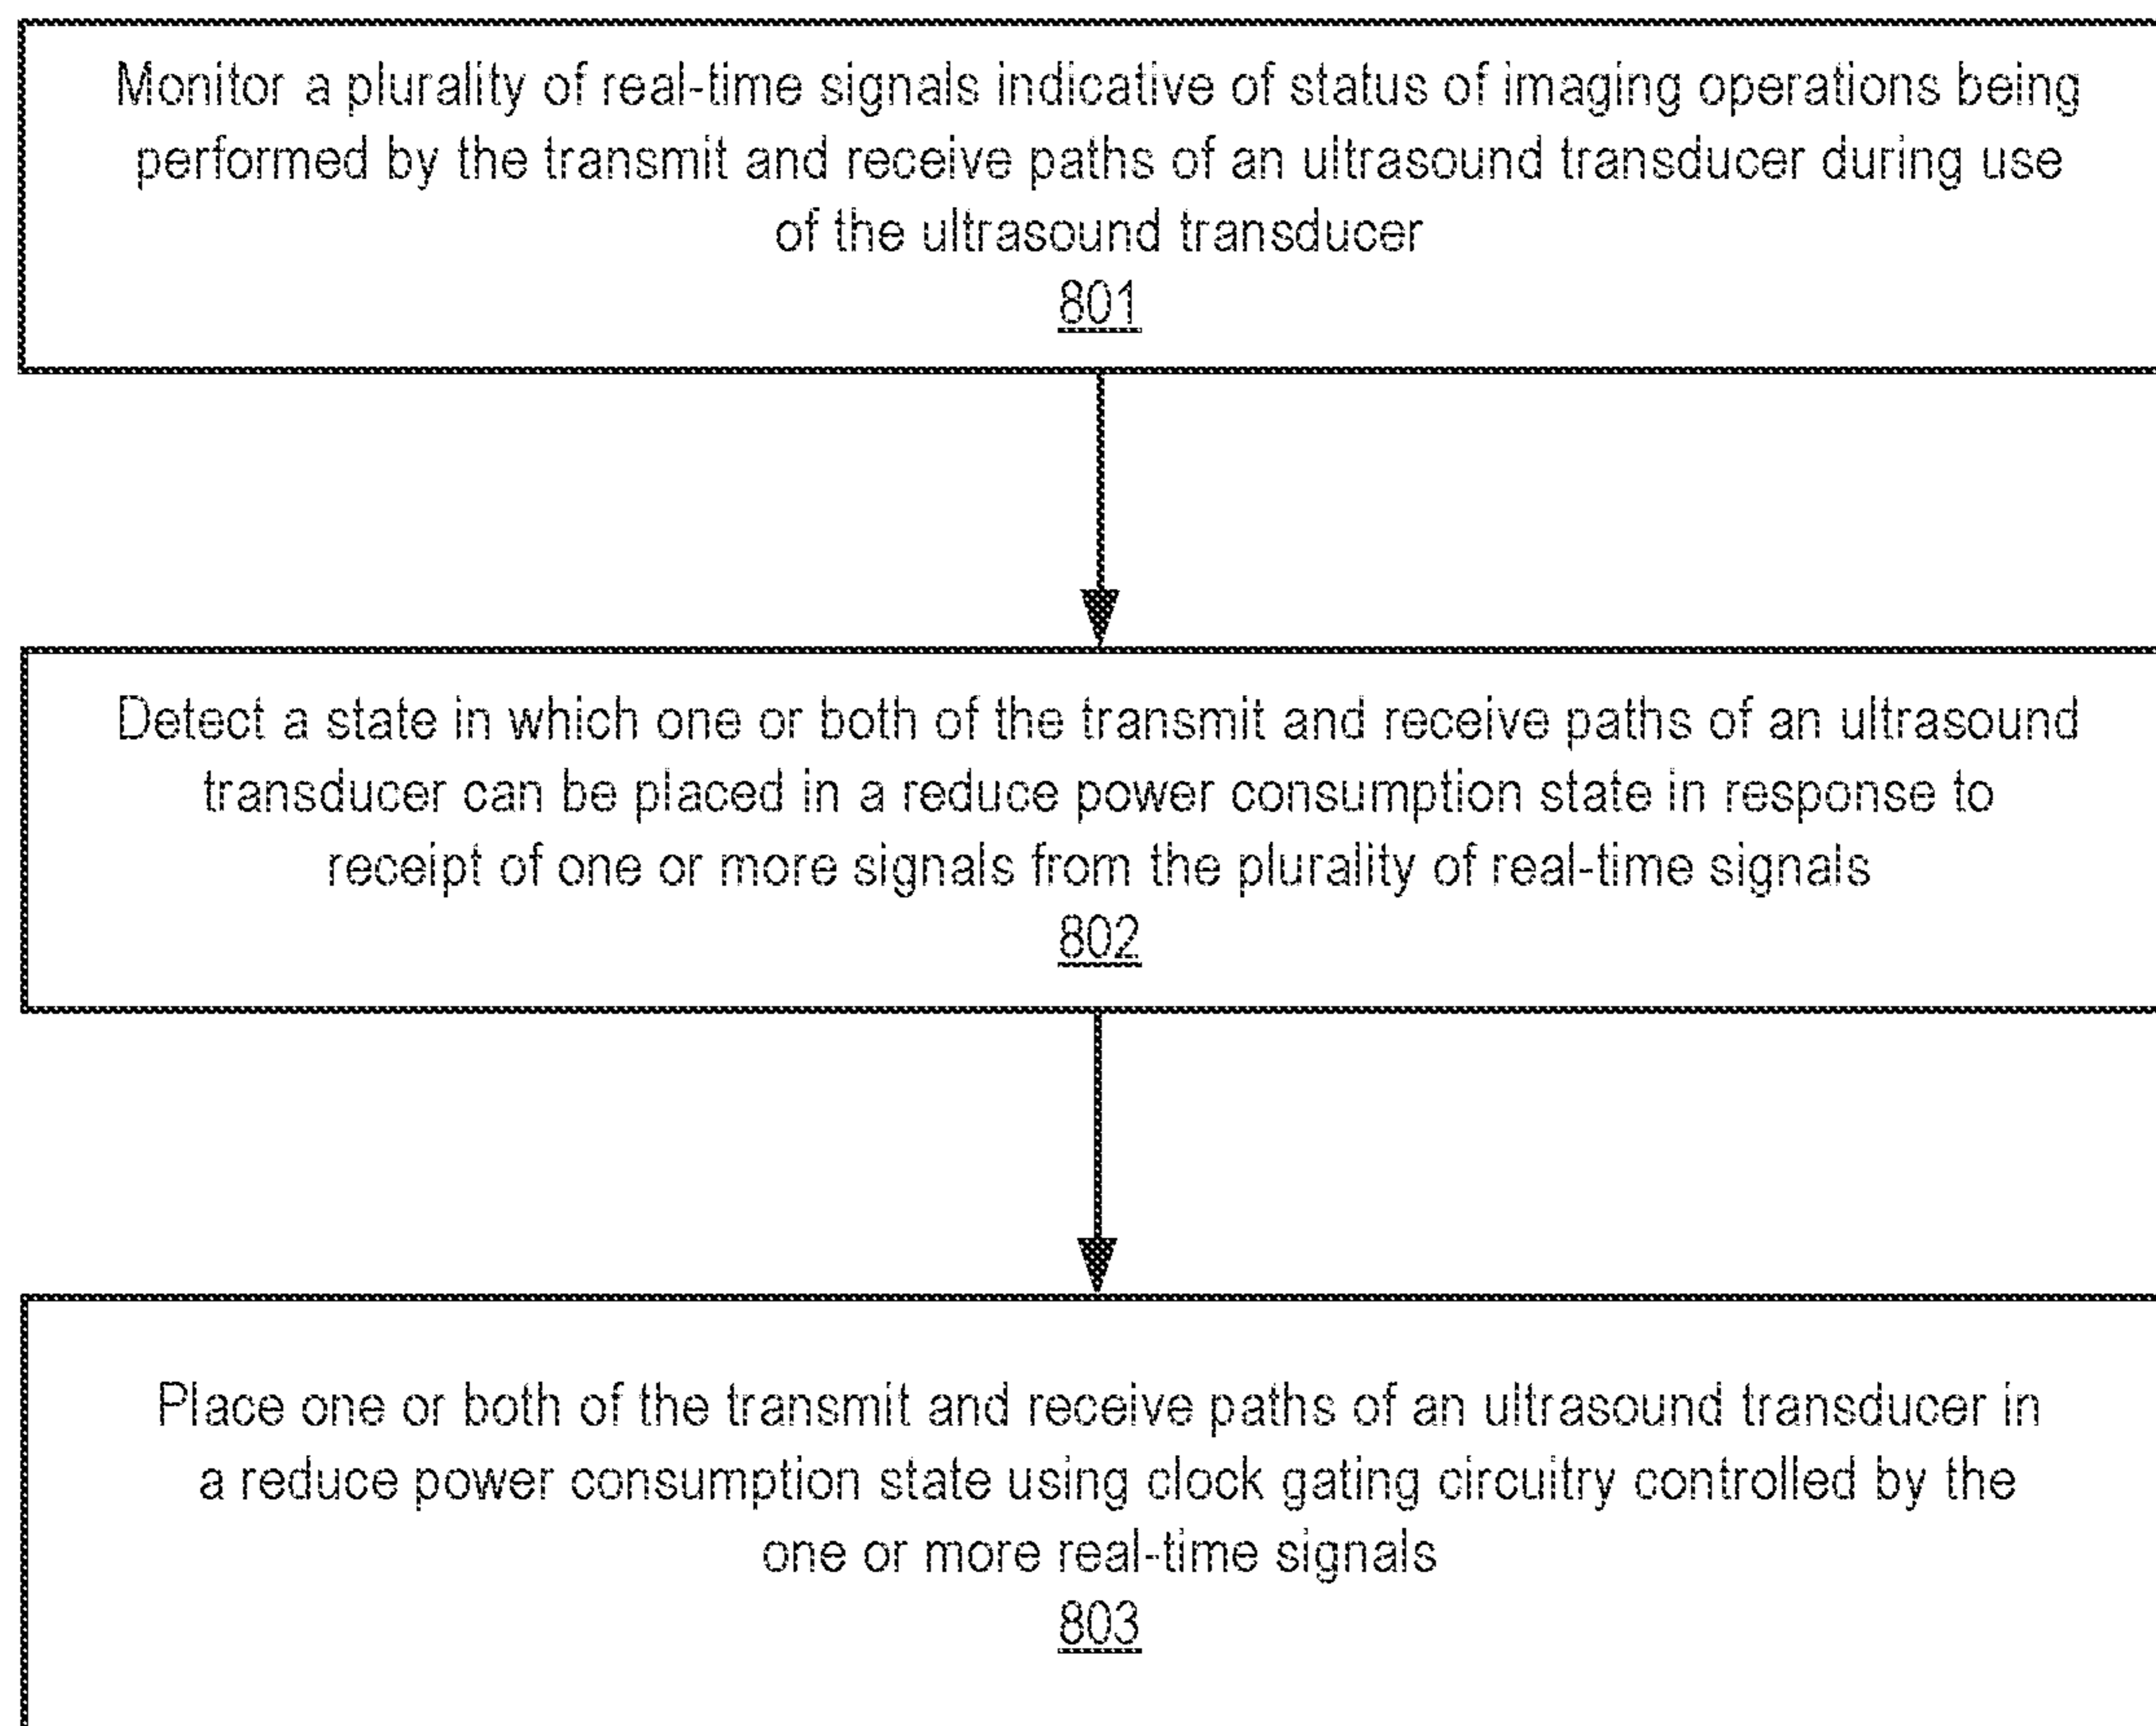 Monitor a plurality of real-time signals indicative of status of imaging operations being
performed by the transmit and receive paths of an ultrasound transducer during use
of the ultrasound transducer
801
Detect a state in which one or both of the transmit and receive paths of an ultrasound
transducer can be placed in a reduce power consumption state in response to
receipt of one or more signals from the plurality of real-time signals
802
Place one or both of the transmit and receive paths of an ultrasound transducer in
a reduce power consumption state using clock gating circuitry controlled by the
one or more real-time signals
803